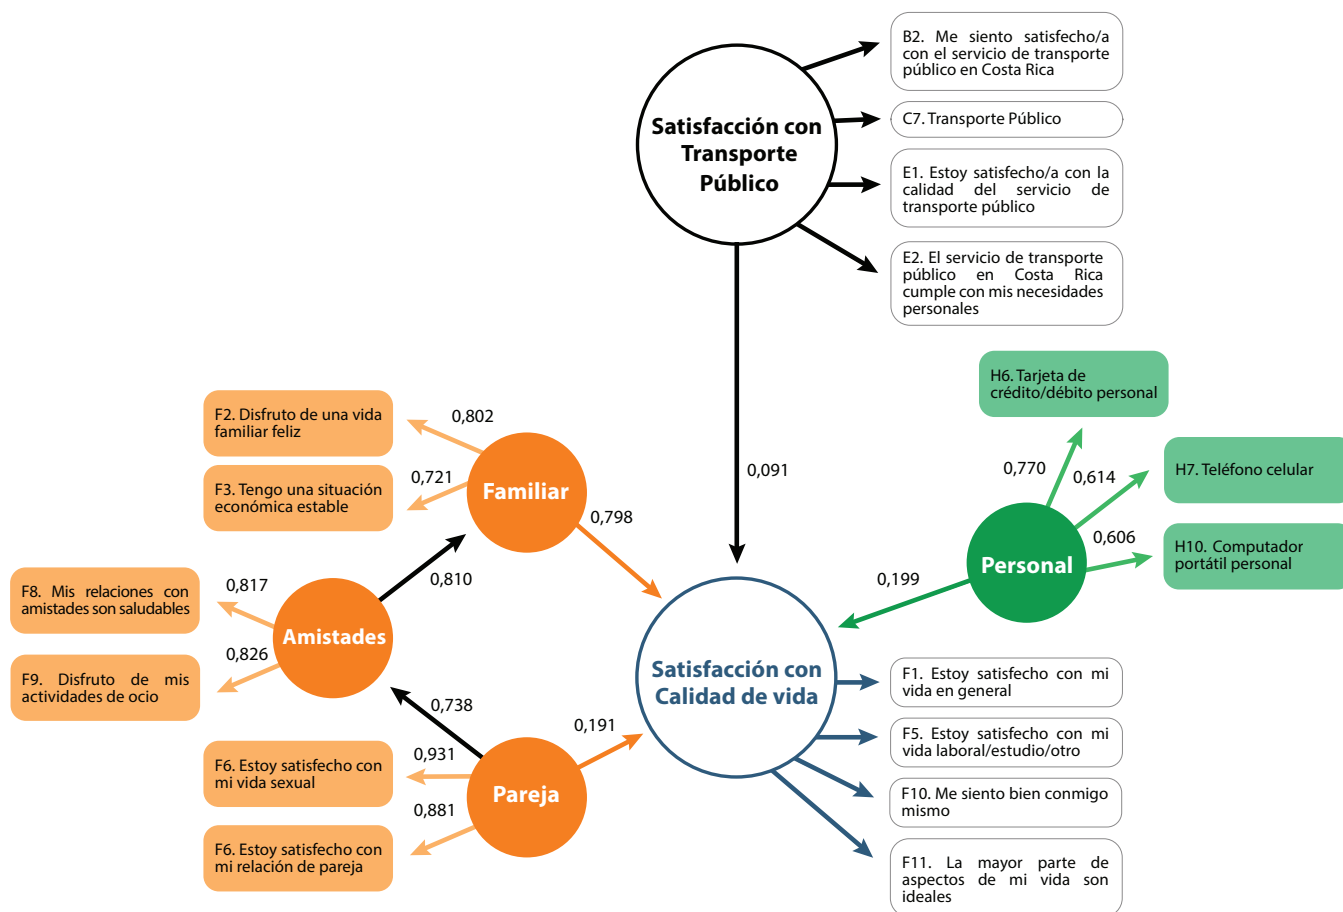 B2. Me siento satisfecho/a
con el servicio de transporte
público en Costa Rica
Satisfacción con
Transporte
Público
C7. Transporte Público
E1. Estoy satisfecho/a con la
calidad del servicio de
transporte público
E2. El servicio de transporte
público en Costa Rica
cumple con mis necesidades
personales
0,091
H6. Tarjeta de
crédito/débito personal
0,770
0,614
H7. Teléfono celular
0,606
H10. Computador
portátil personal
Personal
0,199
F2. Disfruto de una vida
familiar feliz
0,802
F3. Tengo una situación
económica estable
0,721
Familiar
0,798
0,810
F8. Mis relaciones con
amistades son saludables
0,817
Amistades
F9. Disfruto de mis
actividades de ocio
0,826
0,738
0,191
F6. Estoy satisfecho con
mi vida sexual
0,931
Pareja
0,881
F6. Estoy satisfecho con
mi relación de pareja
Satisfacción con
Calidad de vida
F1. Estoy satisfecho con mi
vida en general
F5. Estoy satisfecho con mi
vida laboral/estudio/otro
F10. Me siento bien conmigo
mismo
F11. La mayor parte de
aspectos de mi vida son
ideales